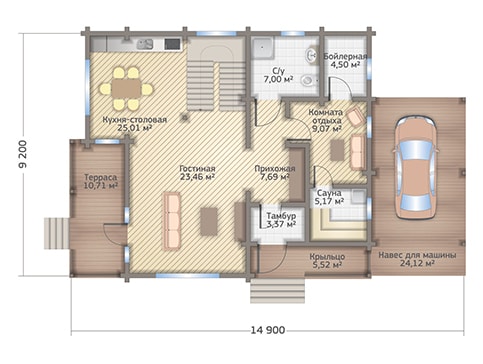 С/у
7,00 м²
Бойлерная
4,50 м²
Кухня-столовая
25,01 м²
Комната
отдыха
9,07 м²
9 200
Терраса
10,71 м²
Гостиная
23,46 м²
Прихожая
7,69 м²
Сауна
5,17 м²
Тамбур
3,37 м²
Крыльцо
5,52 м²
Навес для машины
24,12 м²
14 900